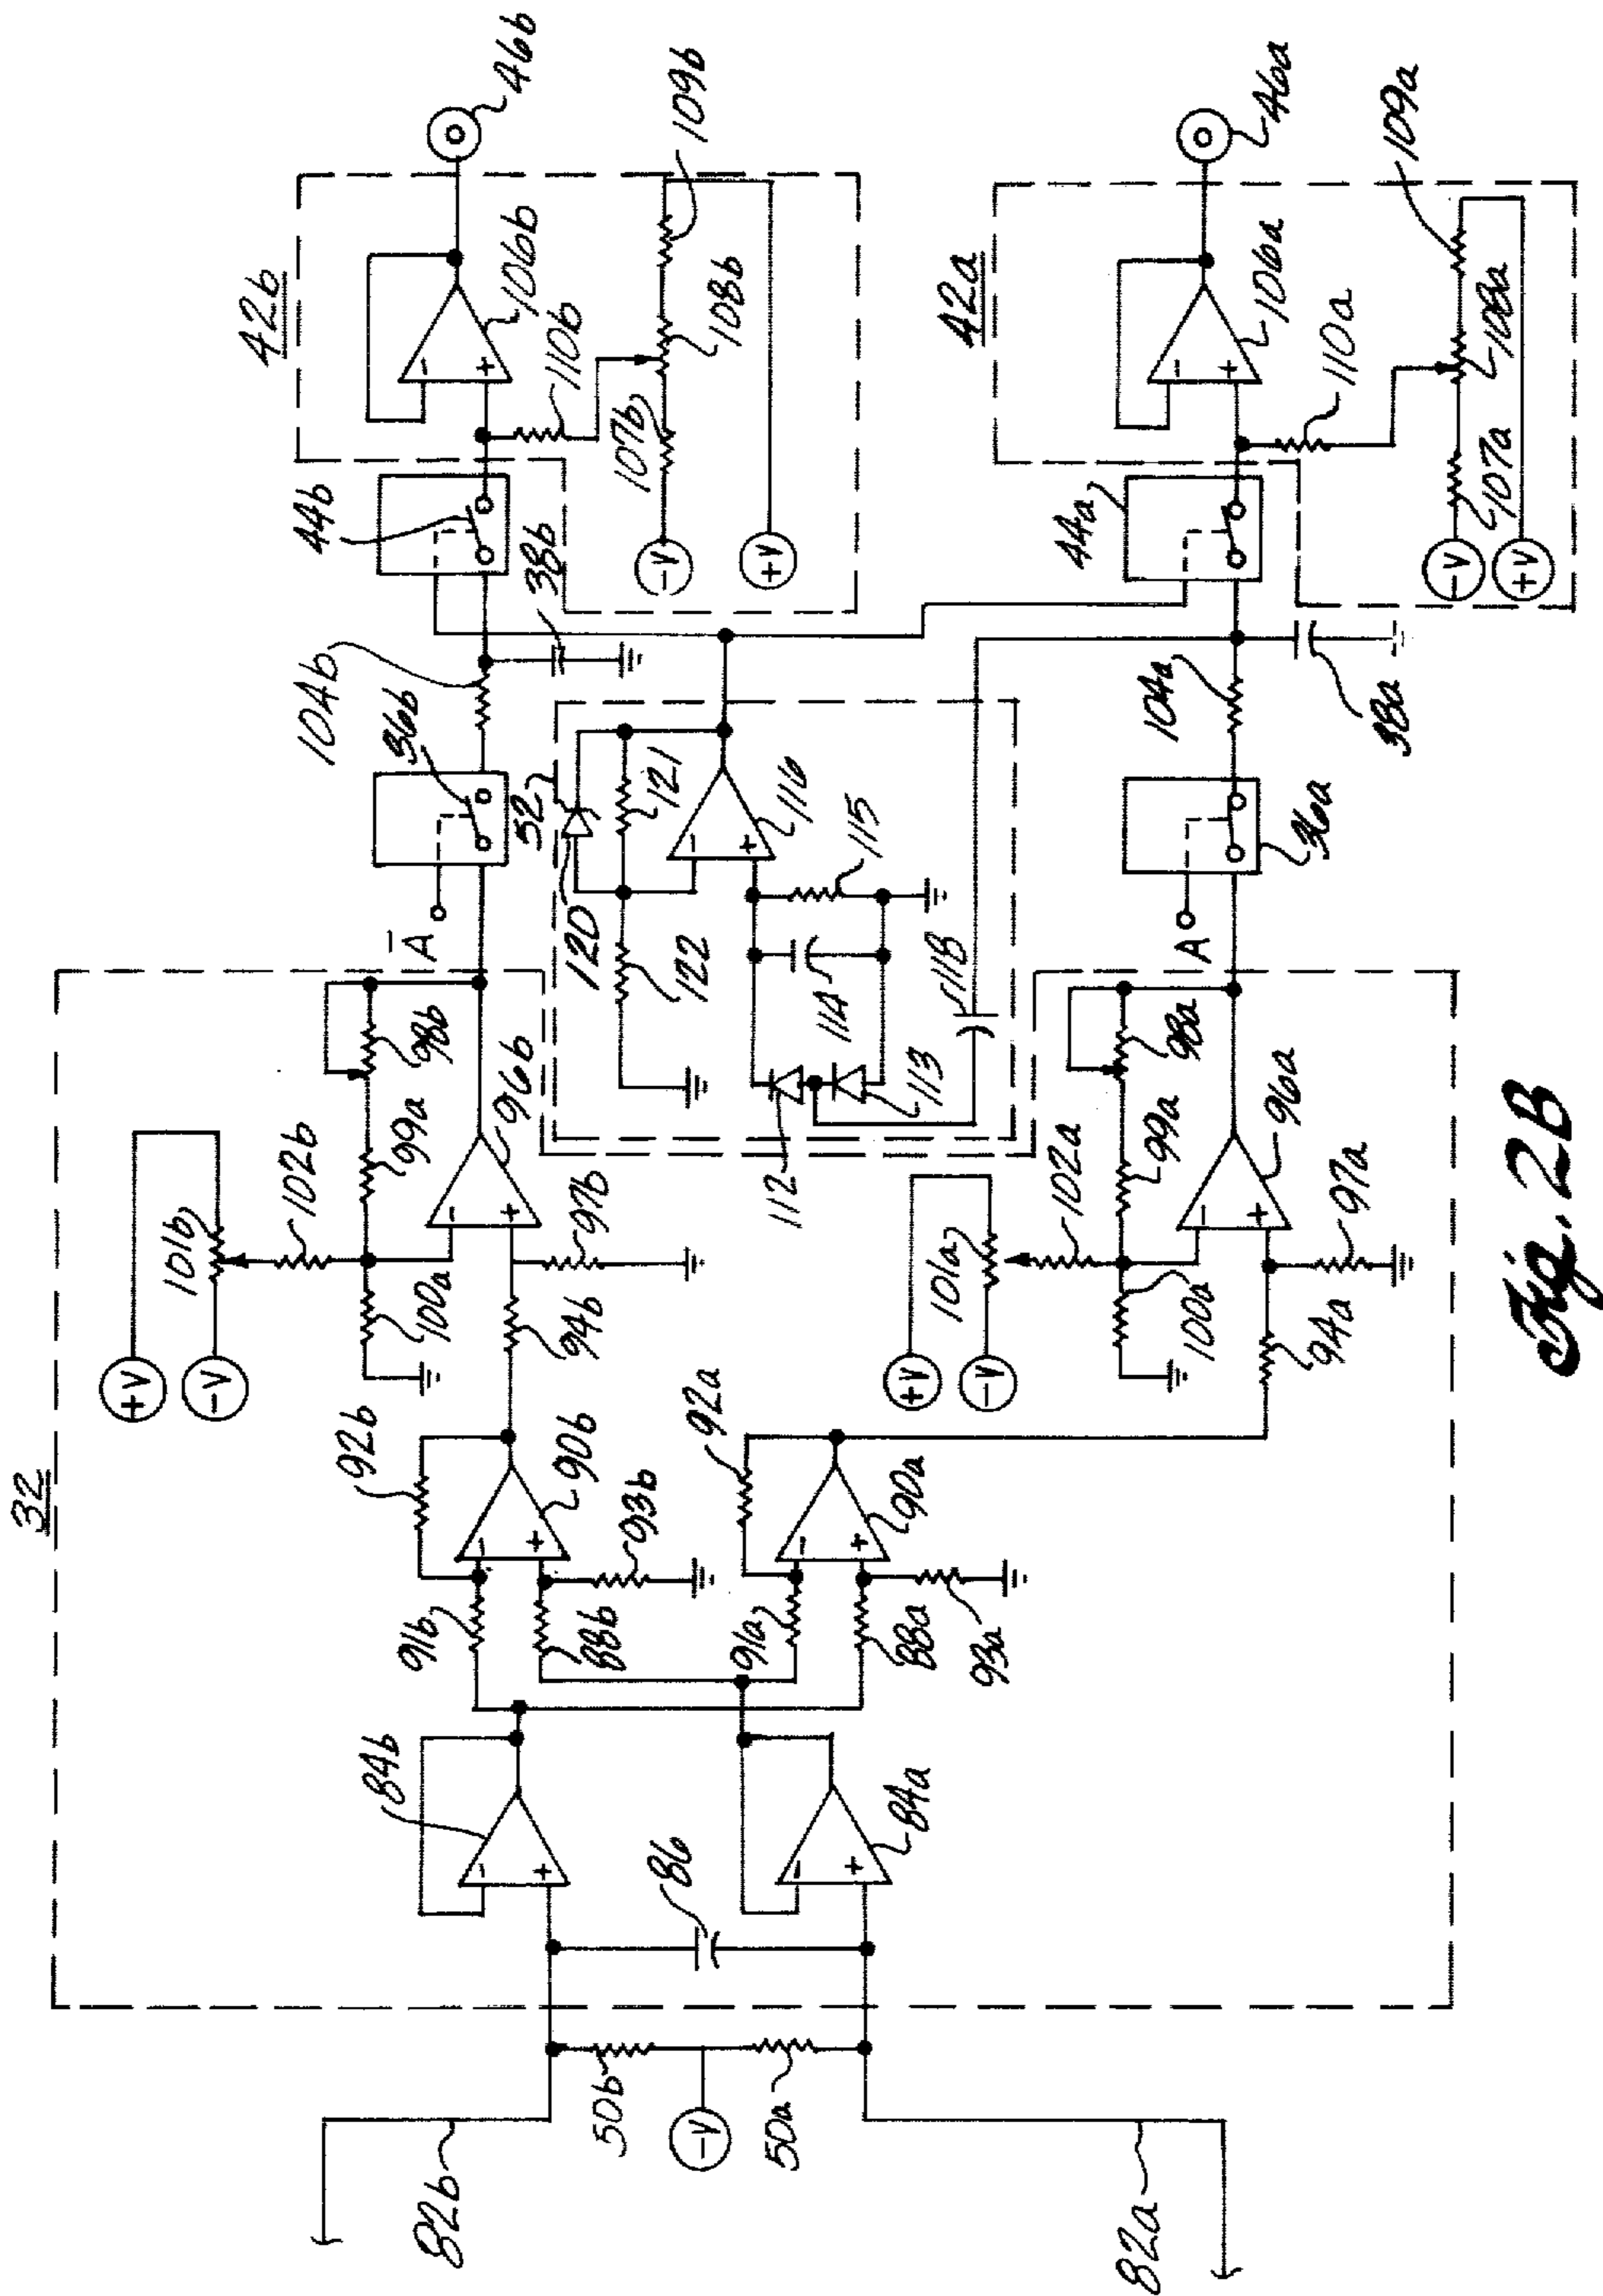 32
42b
42a
82b
82a
50b
50a
-V
86
84b
84a
-
+
-
+
91b
88b
91a
88a
92b
92a
90b
90a
93b
93a
-
+
-
+
+V
-V
101b
102b
100a
99a
98b
94b
96b
97b
-
+
+V
-V
101a
102a
100a
99a
98a
94a
96a
97a
-
+
Ā
A
36b
36a
104b
104a
38b
38a
52
120
121
122
116
-
+
115
114
112
113
118
44b
44a
106b
-
+
110b
107b
108b
109b
-V
+V
46b
106a
-
+
110a
107a
108a
109a
-V
+V
46a
Fig. 2B